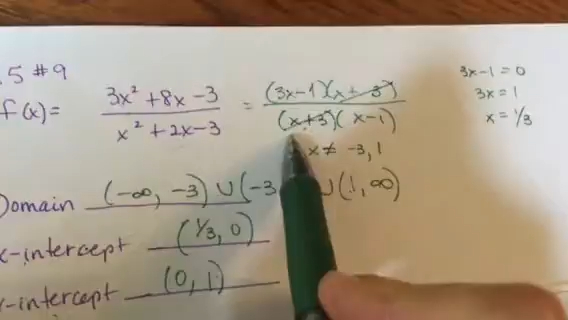 .5 #9
f(x) = (3x² + 8x - 3)/(x² + 2x - 3) = (3x-1)(x+3)/(x+3)(x-1)
3x-1 = 0
3x = 1
x = 1/3
x ≠ -3, 1
Domain (-∞, -3) ∪ (-3 ∪ (1, ∞)
x-intercept (1/3, 0)
y-intercept (0, 1)